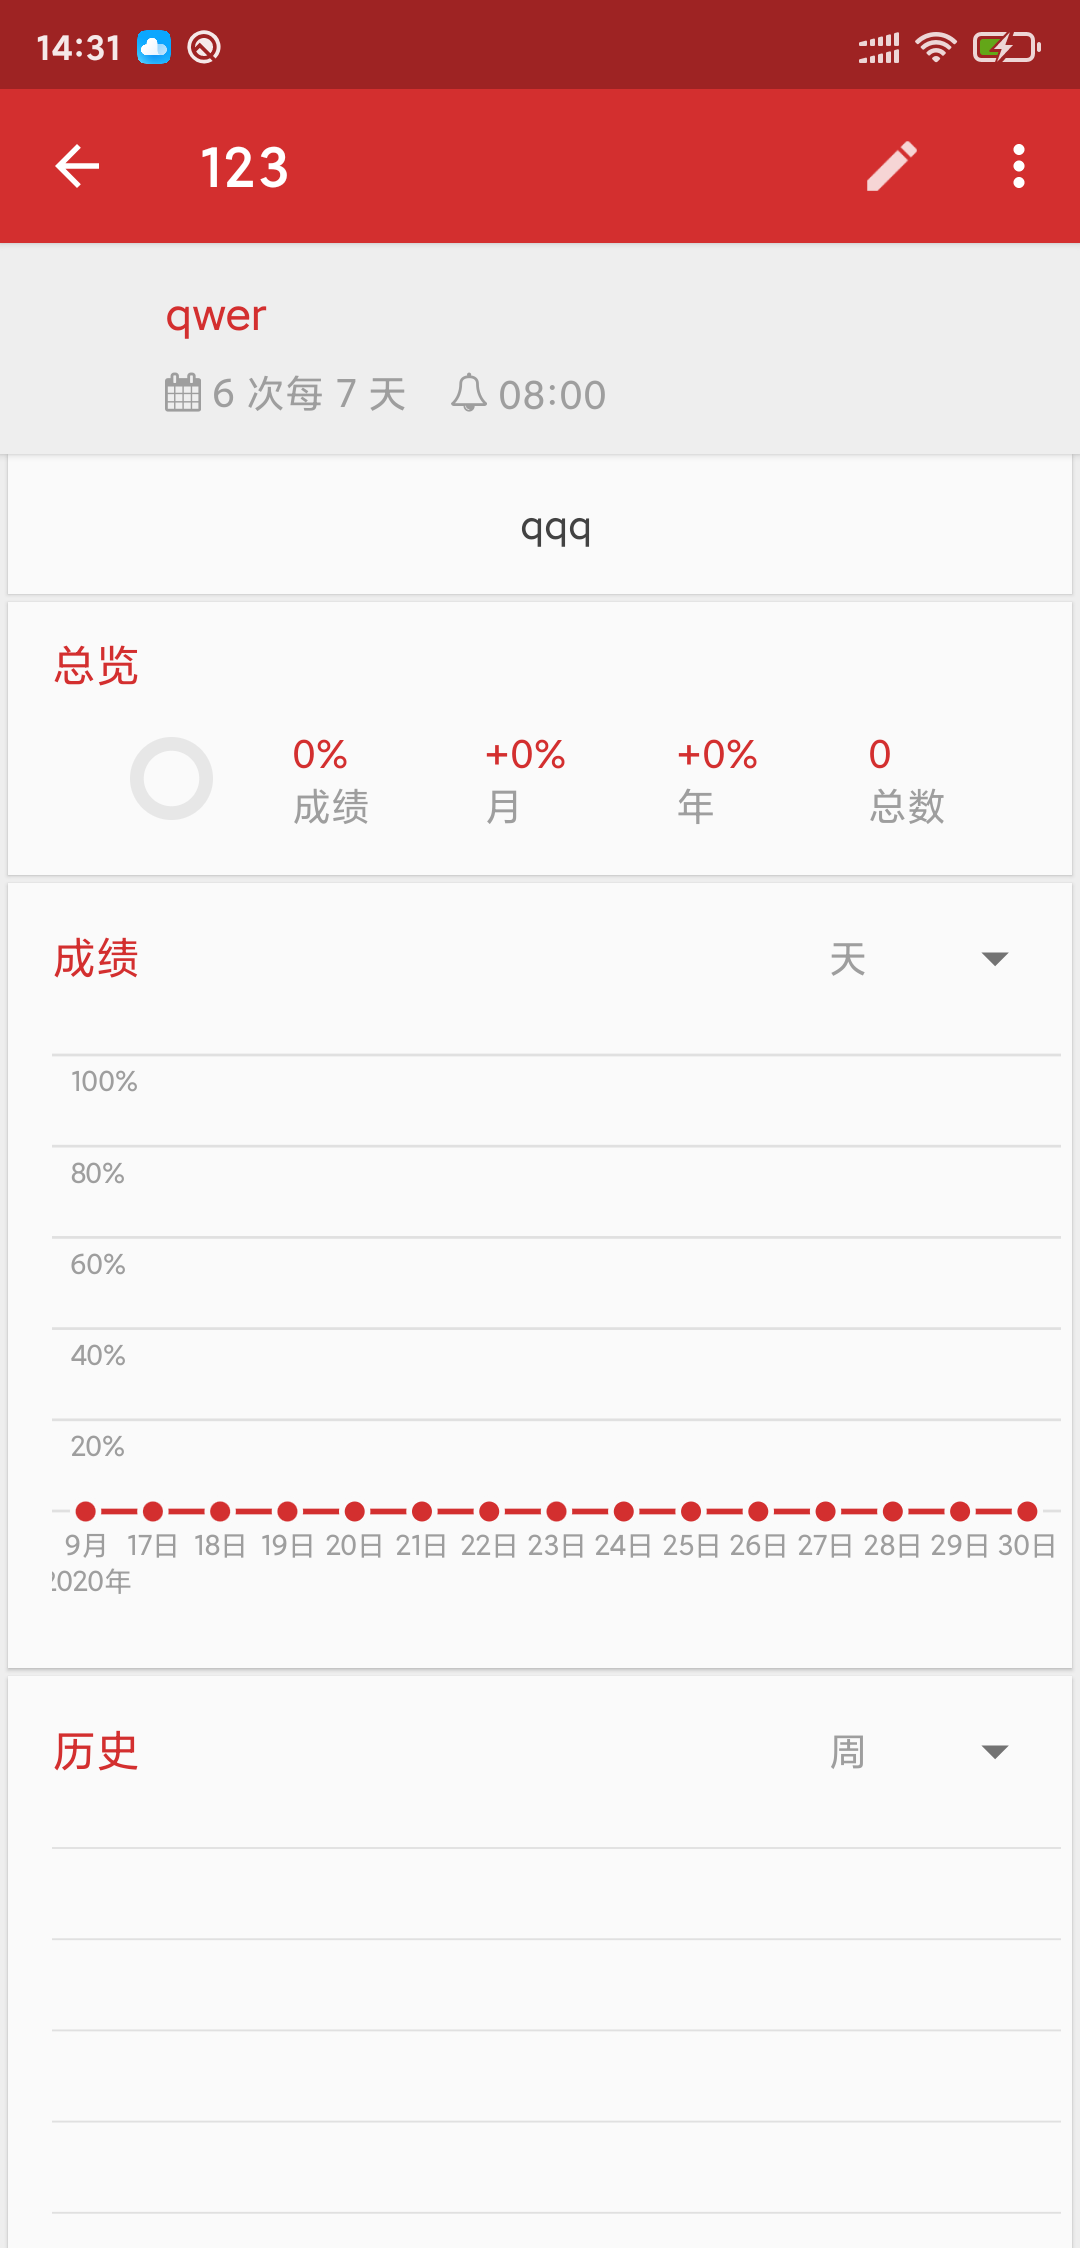 14:31
123
qwer
6 次每 7 天 08:00
qqq
总览
0% +0% +0% 0
成绩 月 年 总数
成绩 天
100%
80%
60%
40%
20%
9月 17日 18日 19日 20日 21日 22日 23日 24日 25日 26日 27日 28日 29日 30日
2020年
历史 周